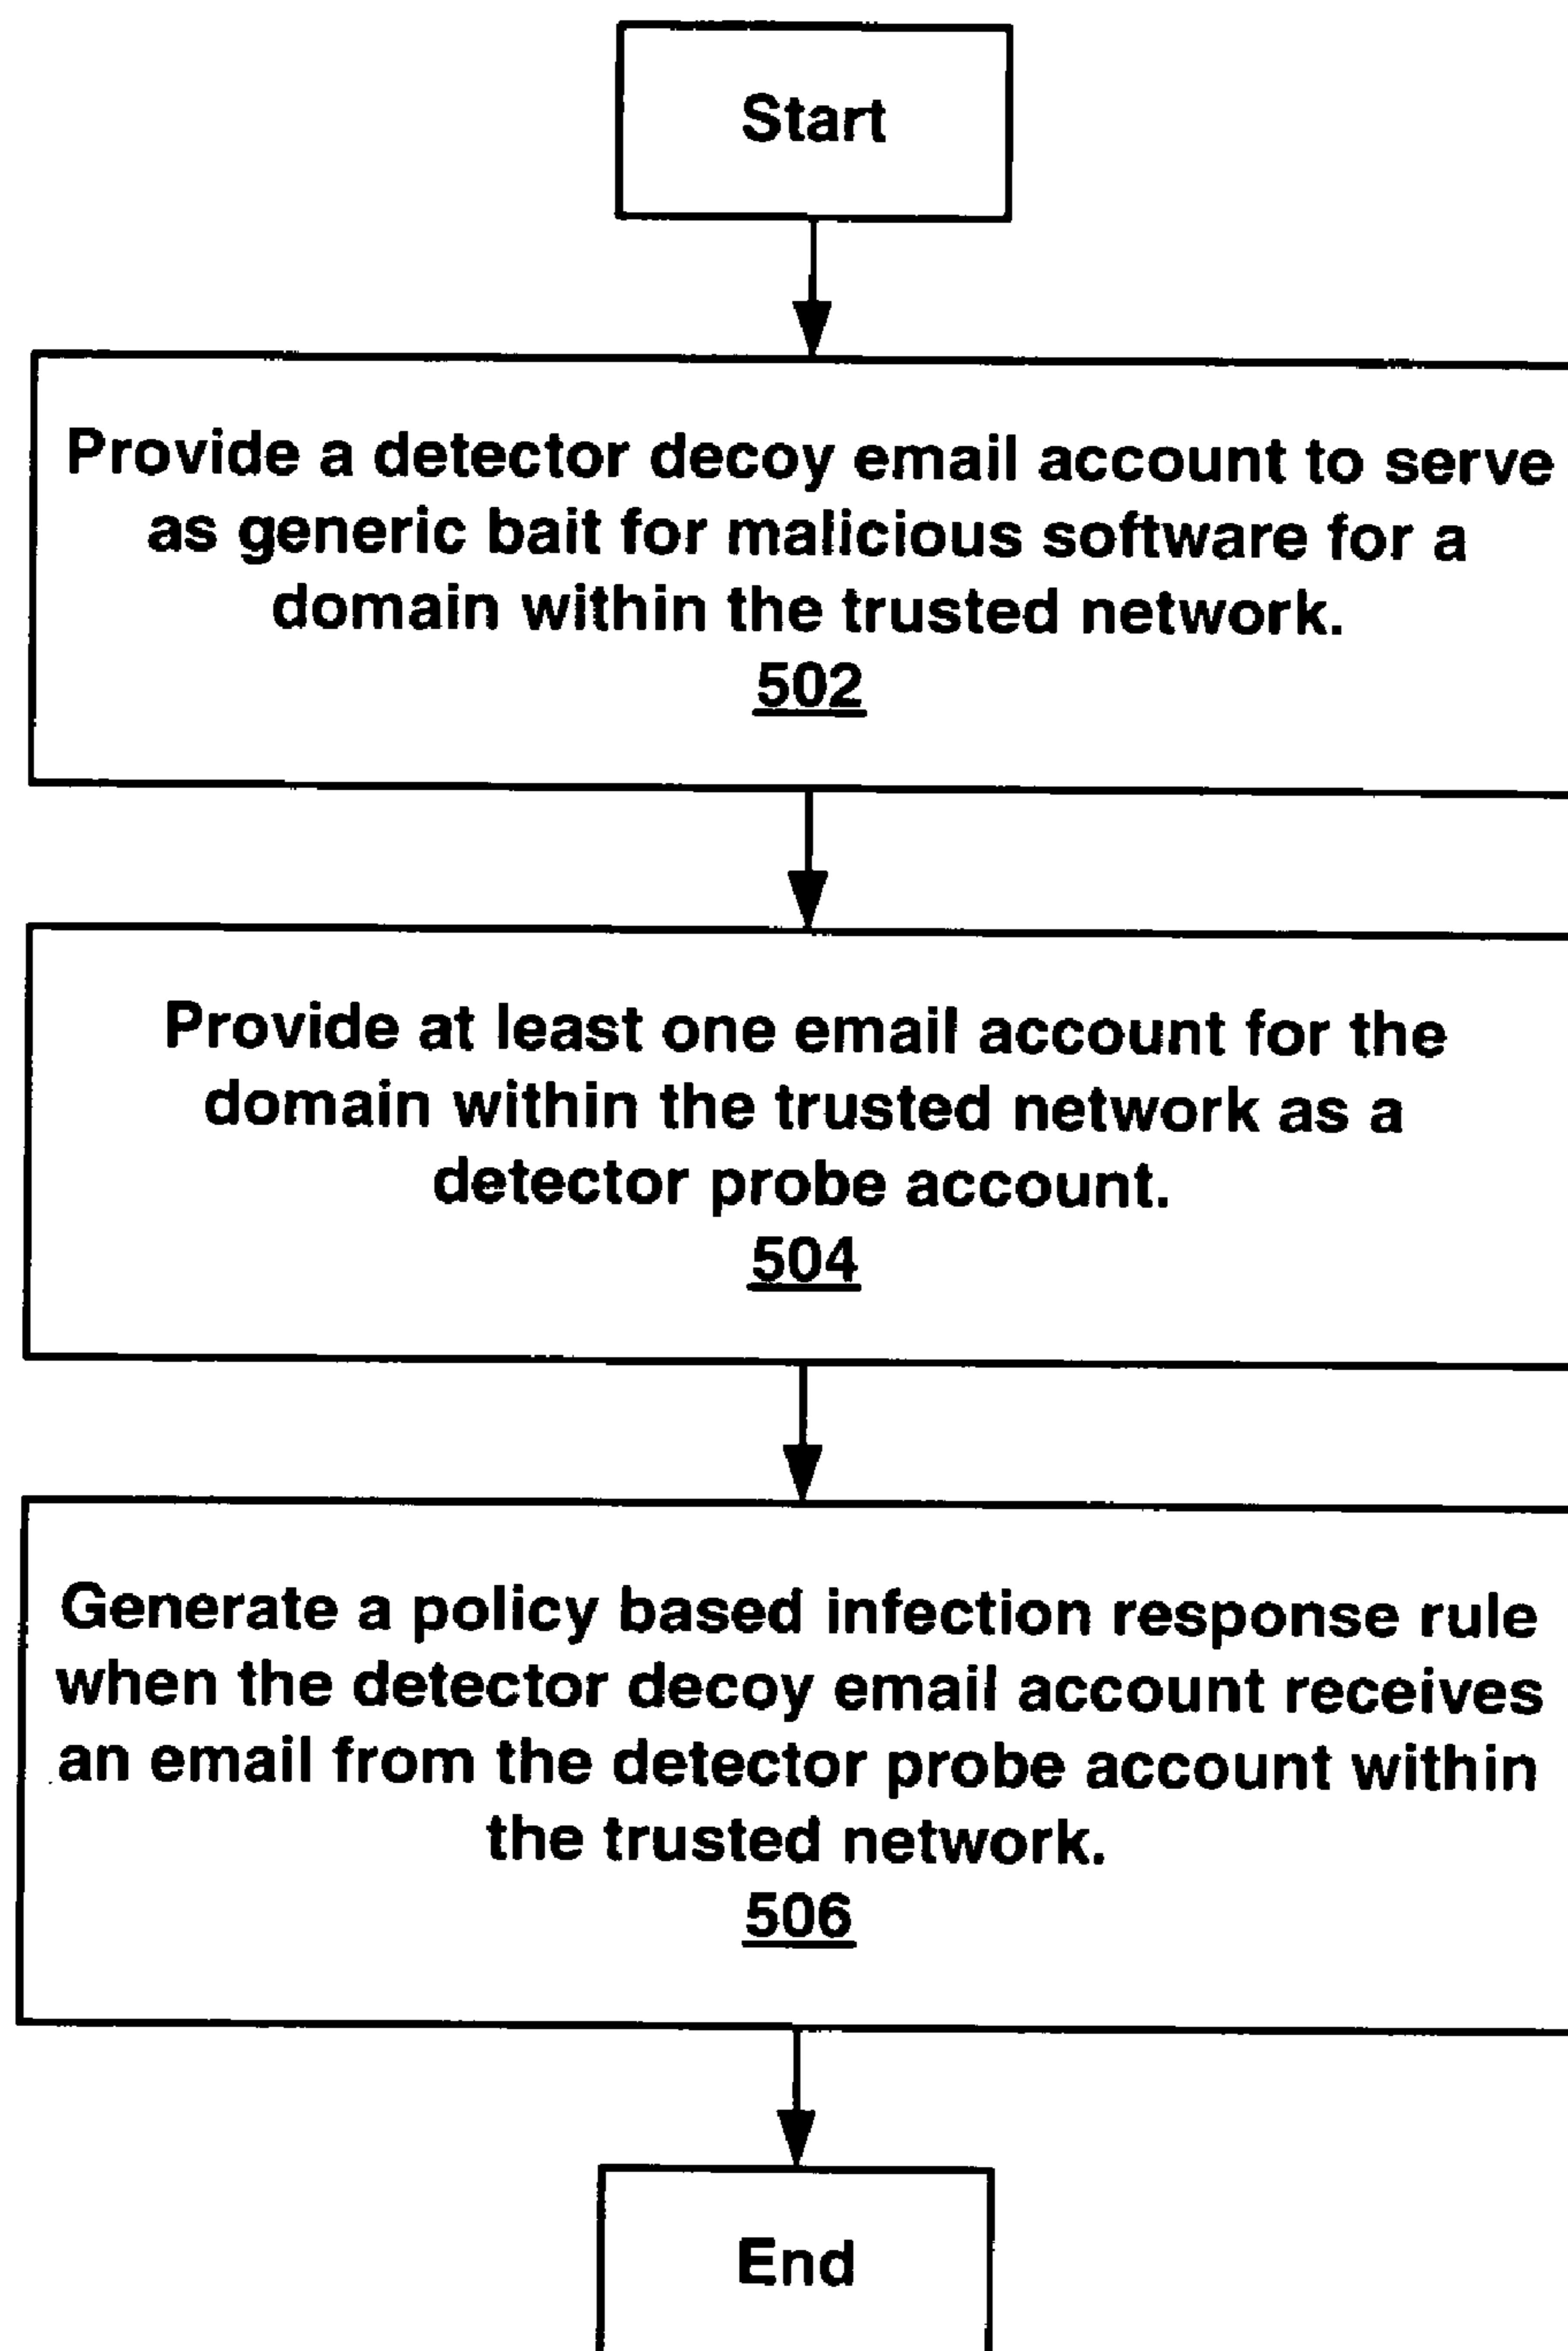 Start
Provide a detector decoy email account to serve
as generic bait for malicious software for a
domain within the trusted network.
502
Provide at least one email account for the
domain within the trusted network as a
detector probe account.
504
Generate a policy based infection response rule
when the detector decoy email account receives
an email from the detector probe account within
the trusted network.
506
End